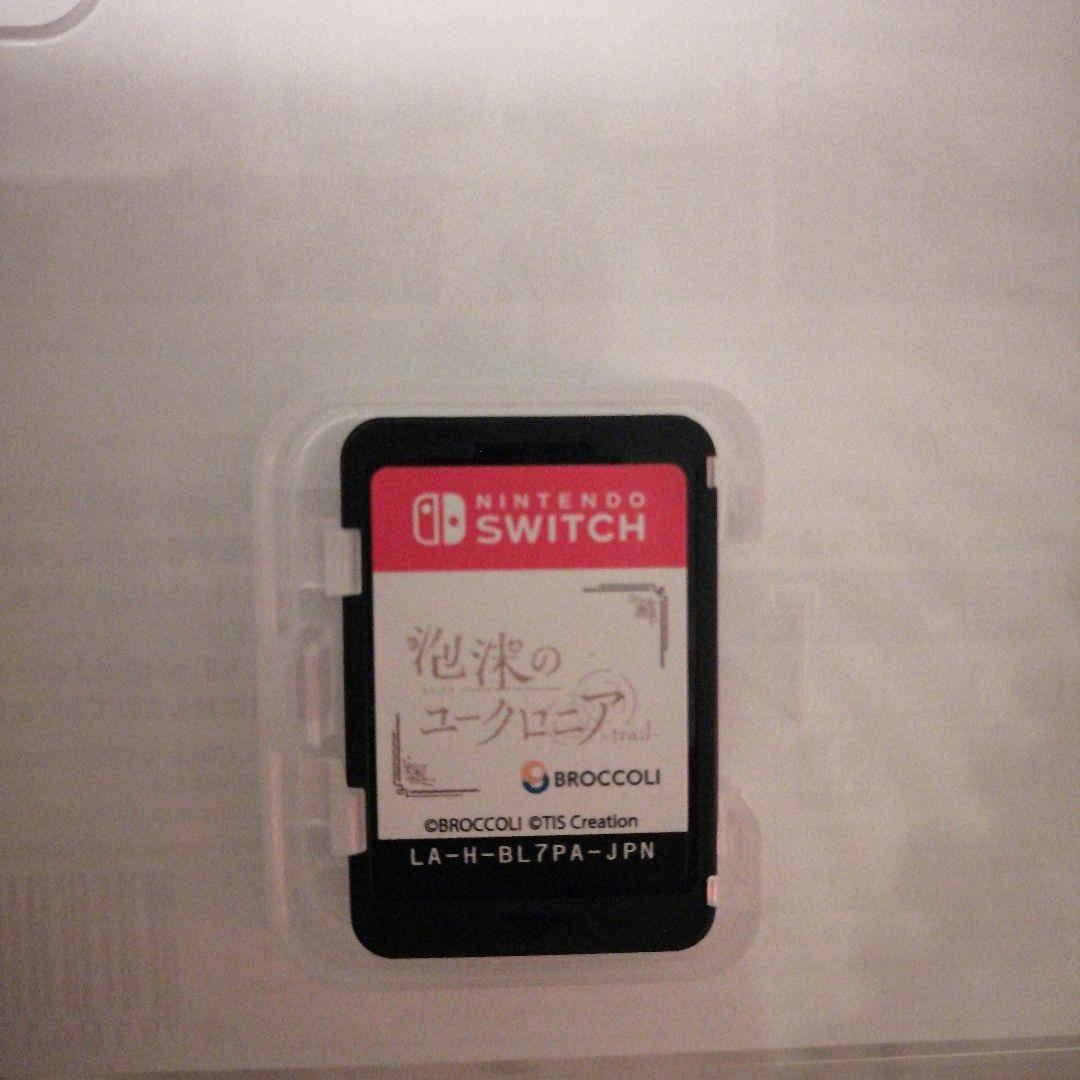 NINTENDO
SWITCH
泡沫の
ユークロニア
-trail-
BROCCOLI
©BROCCOLI ©TIS Creation
LA-H-BL7PA-JPN